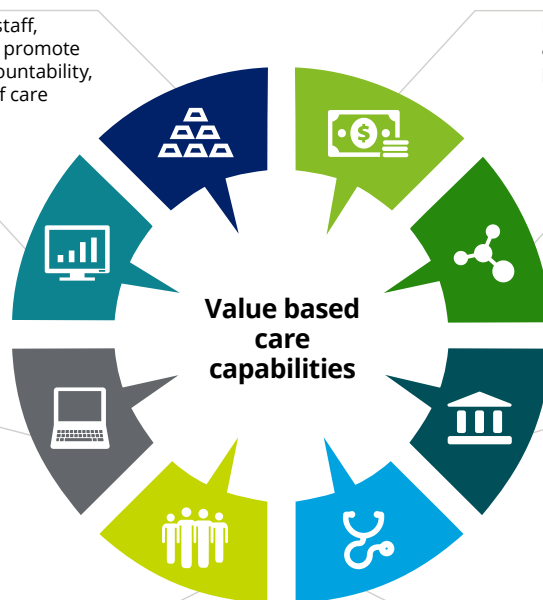 staff,
promote
ountability,
f care
Value based
care
capabilities